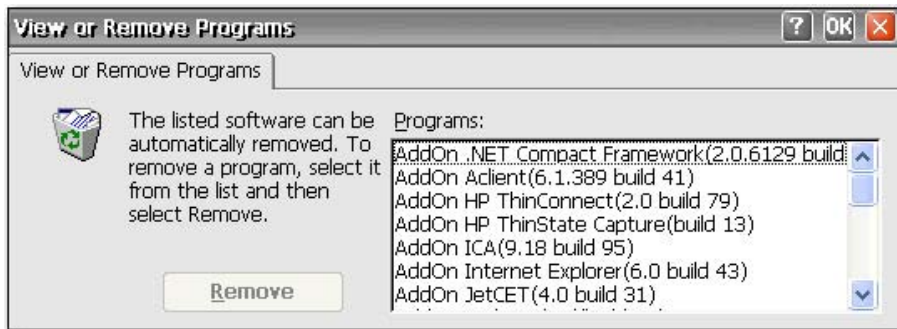 View or Remove Programs
? OK
View or Remove Programs
The listed software can be
automatically removed. To
remove a program, select it
from the list and then
select Remove.
Remove
Programs:
AddOn .NET Compact Framework(2.0.6129 build
AddOn Aclient(6.1.389 build 41)
AddOn HP ThinConnect(2.0 build 79)
AddOn HP ThinState Capture(build 13)
AddOn ICA(9.18 build 95)
AddOn Internet Explorer(6.0 build 43)
AddOn JetCET(4.0 build 31)